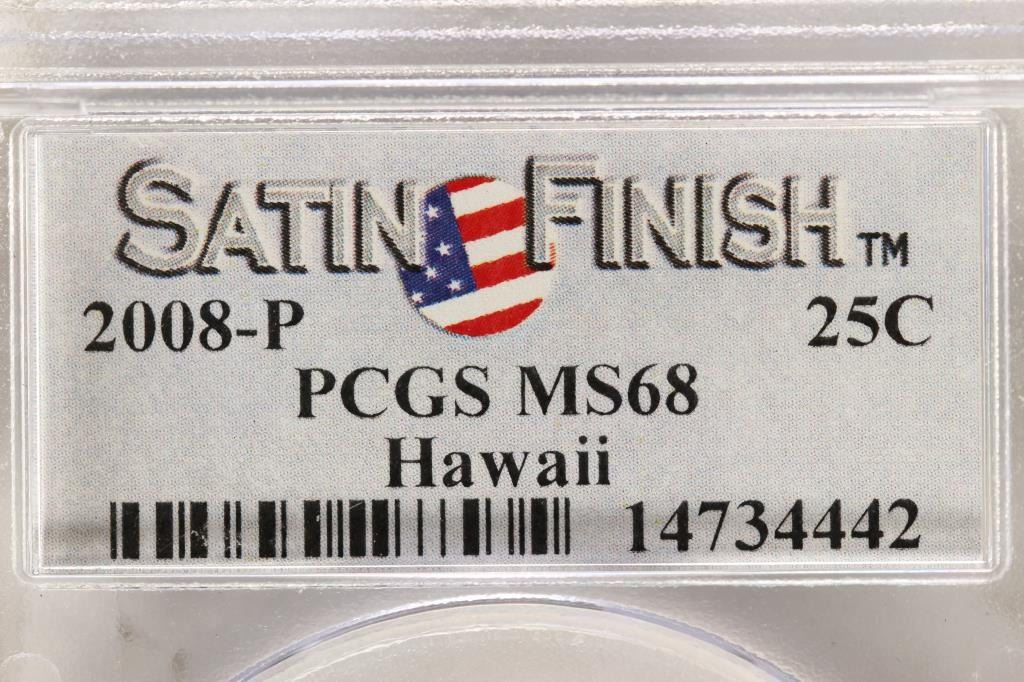 SATIN FINISH TM
2008-P 25C
PCGS MS68
Hawaii
14734442